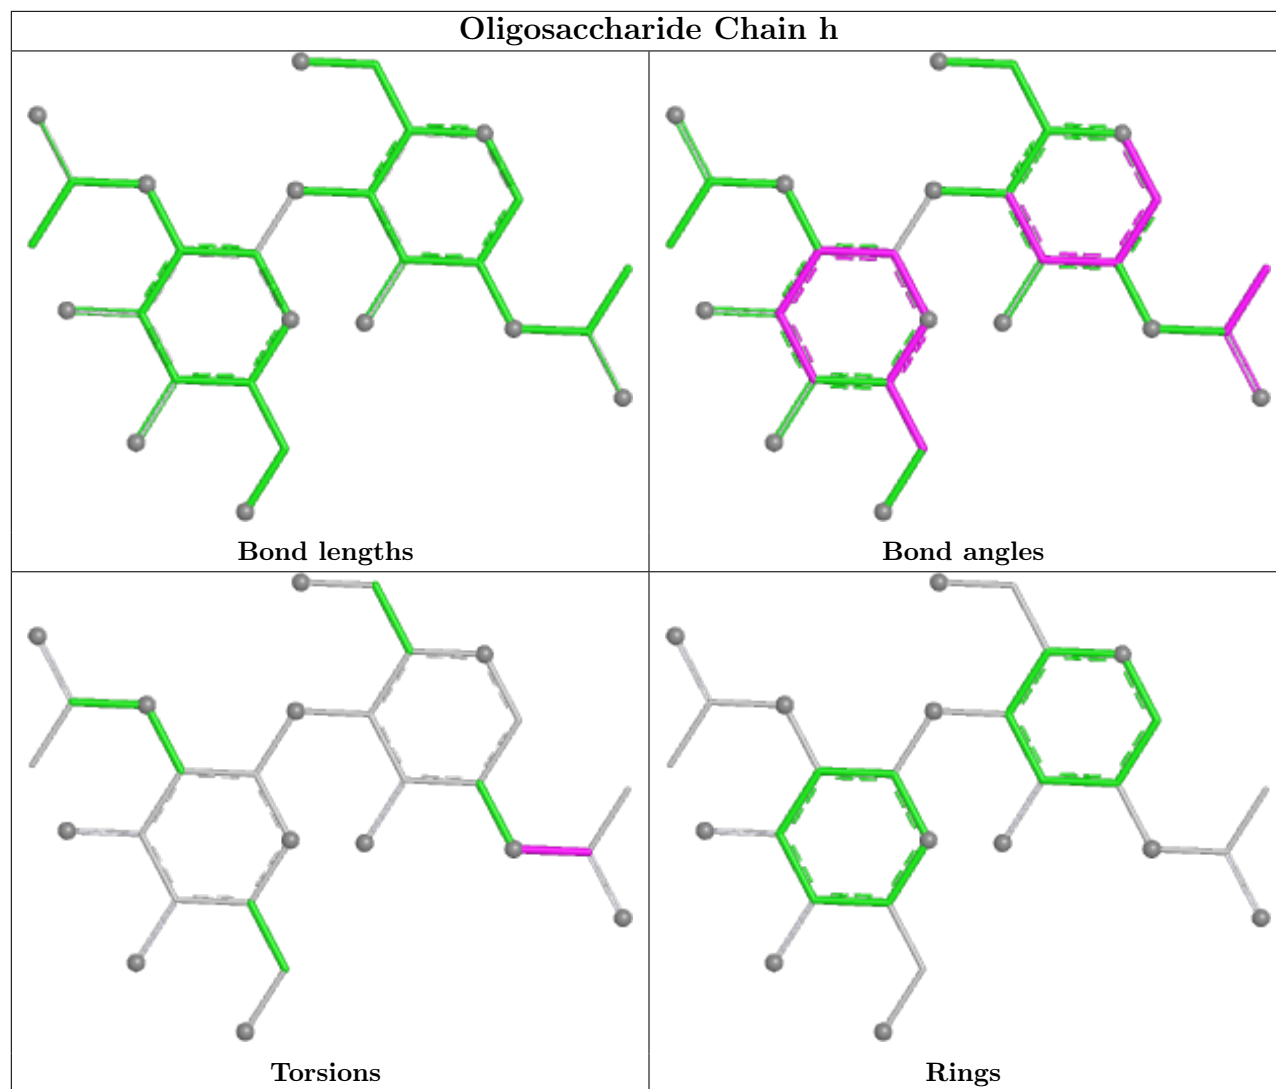 Oligosaccharide Chain h
Bond lengths
Bond angles
Torsions
Rings